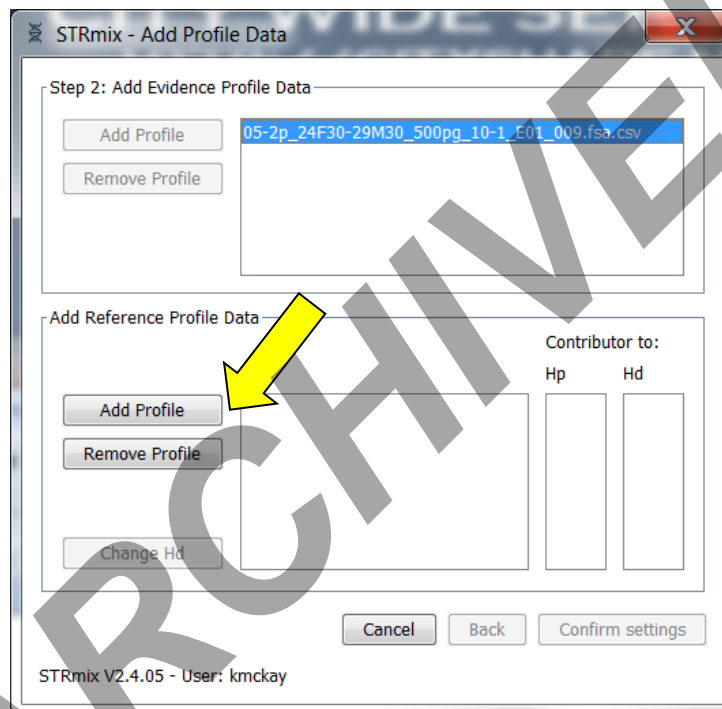 STRmix - Add Profile Data
Step 2: Add Evidence Profile Data
Add Profile
05-2p_24F30-29M30_500pg_10-1_E01_009.fsa.csv
Remove Profile
Add Reference Profile Data
Contributor to:
Hp Hd
Add Profile
Remove Profile
Change Hd
Cancel Back Confirm settings
STRmix V2.4.05 - User: kmckay
RCHIVE